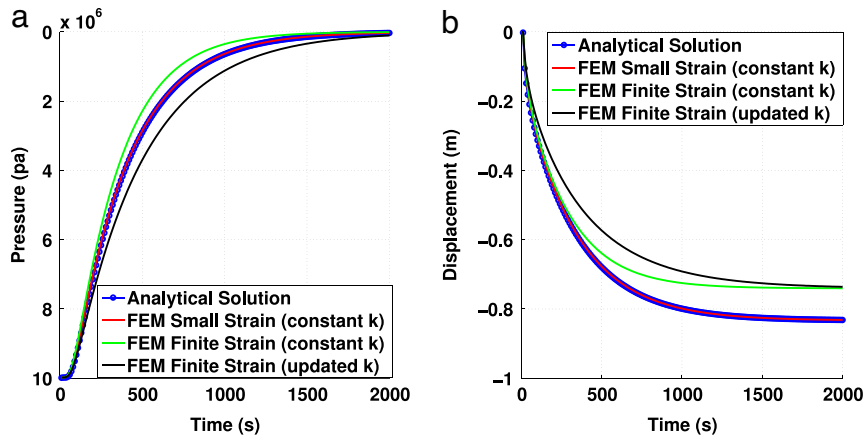 a
x 10⁶
0
2
4
6
8
10
Pressure (pa)
0
500
1000
1500
2000
Time (s)
Analytical Solution
FEM Small Strain (constant k)
FEM Finite Strain (constant k)
FEM Finite Strain (updated k)
b
0
−0.2
−0.4
−0.6
−0.8
−1
Displacement (m)
0
500
1000
1500
2000
Time (s)
Analytical Solution
FEM Small Strain (constant k)
FEM Finite Strain (constant k)
FEM Finite Strain (updated k)